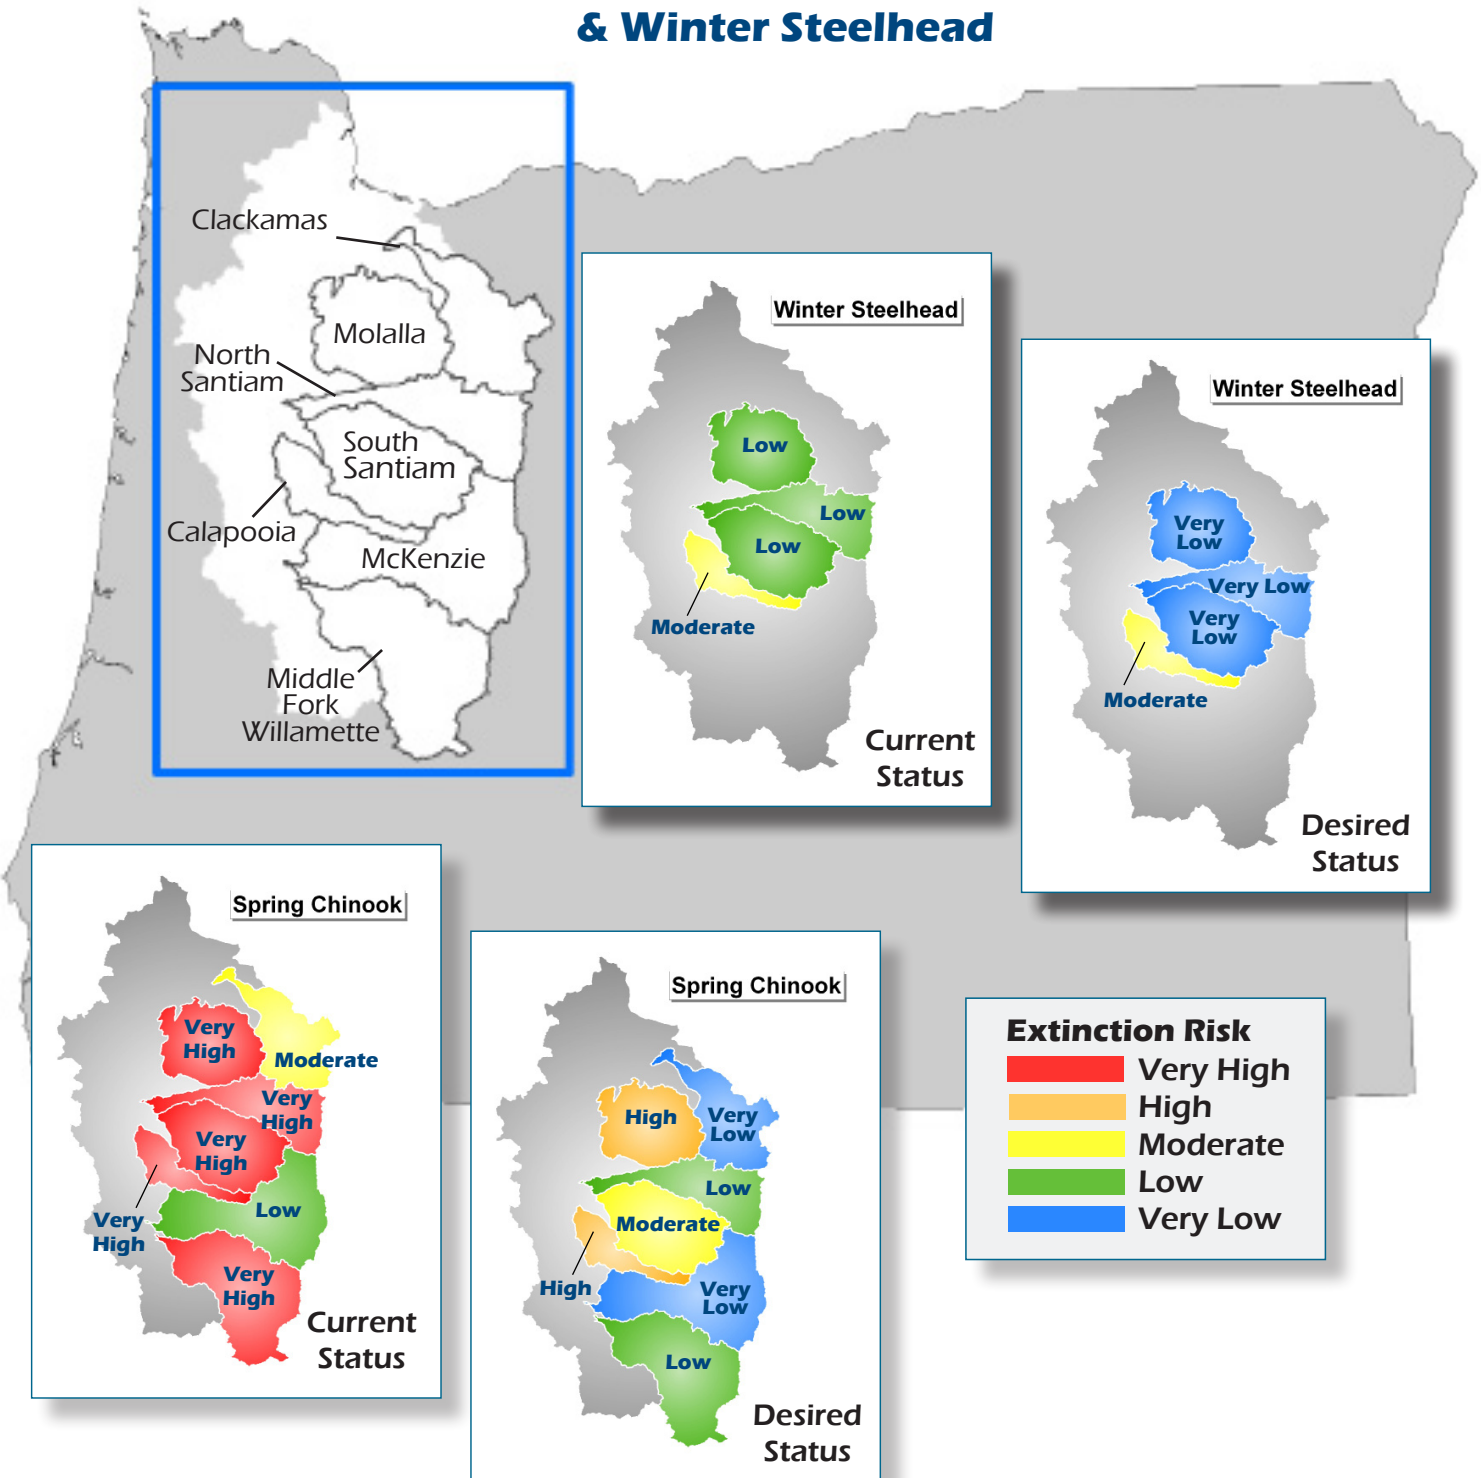 & Winter Steelhead
Clackamas
Molalla
North
Santiam
South
Santiam
Calapooia
McKenzie
Middle
Fork
Willamette
Winter Steelhead
Low
Low
Low
Moderate
Current
Status
Winter Steelhead
Very
Low
Very Low
Very
Low
Moderate
Desired
Status
Spring Chinook
Very
High
Moderate
Very
High
Very
High
Low
Very
High
Very
High
Current
Status
Spring Chinook
High
Very
Low
Low
Moderate
High
Very
Low
Low
Desired
Status
Extinction Risk
Very High
High
Moderate
Low
Very Low